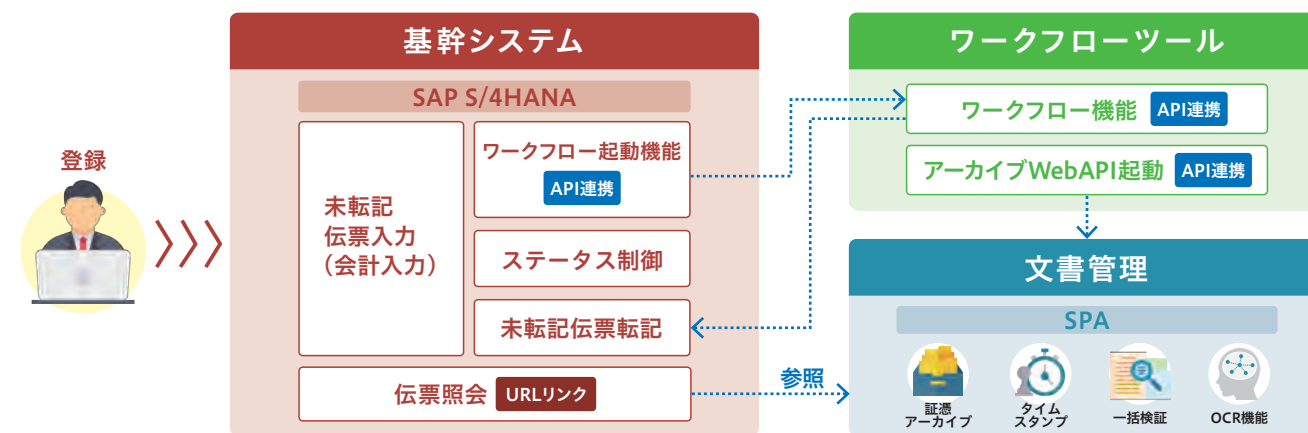 登録
基幹システム
SAP S/4HANA
未転記
伝票入力
（会計入力）
ワークフロー起動機能
API連携
ステータス制御
未転記伝票転記
伝票照会 URLリンク
参照
ワークフローツール
ワークフロー機能 API連携
アーカイブWebAPI起動 API連携
文書管理
SPA
証憑
アーカイブ
タイム
スタンプ
一括検証
OCR機能